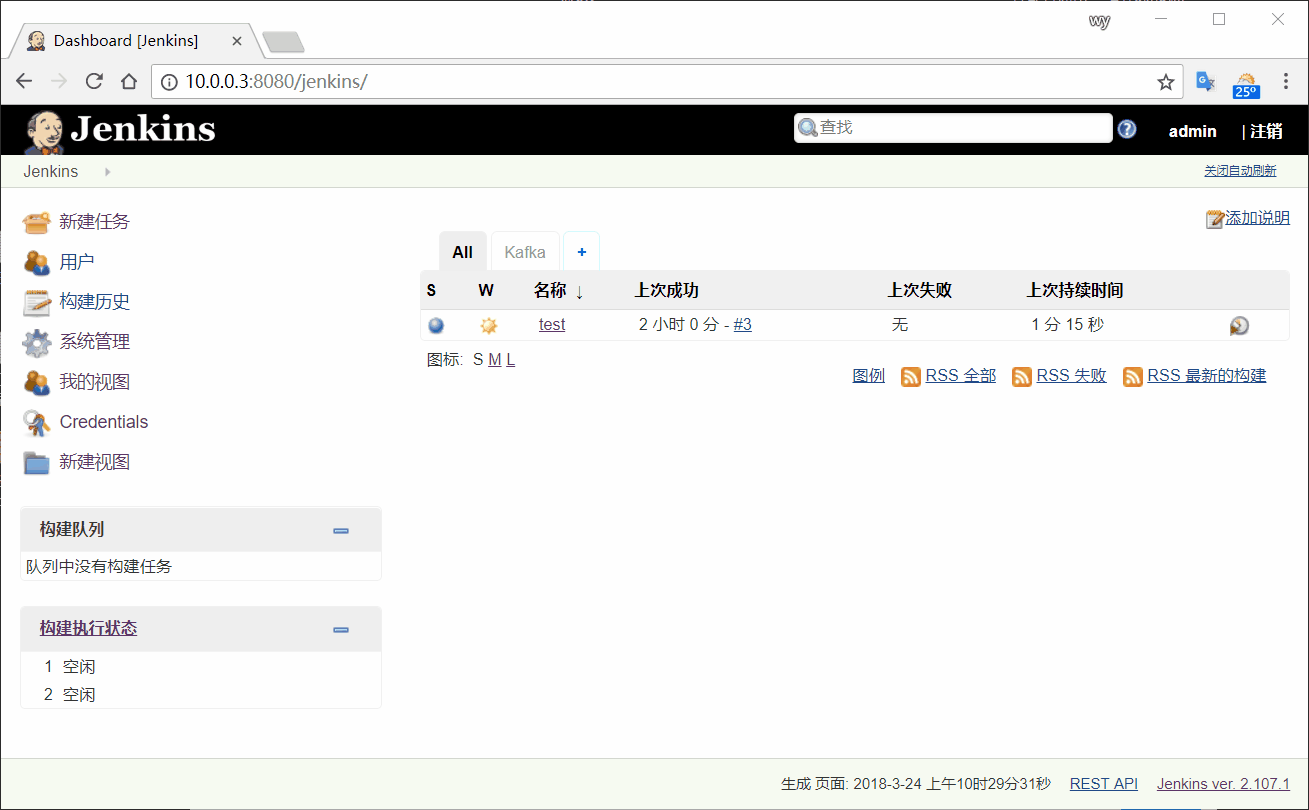 wy
Dashboard [Jenkins]
10.0.0.3:8080/jenkins/
25°
Jenkins
查找
admin
| 注销
Jenkins
关闭自动刷新
新建任务
用户
构建历史
系统管理
我的视图
Credentials
新建视图
构建队列
队列中没有构建任务
构建执行状态
1 空闲
2 空闲
添加说明
All Kafka +
S W 名称 ↓ 上次成功 上次失败 上次持续时间
test 2 小时 0 分 - #3 无 1 分 15 秒
图标: S M L
图例 RSS 全部 RSS 失败 RSS 最新的构建
生成 页面: 2018-3-24 上午10时29分31秒 REST API Jenkins ver. 2.107.1